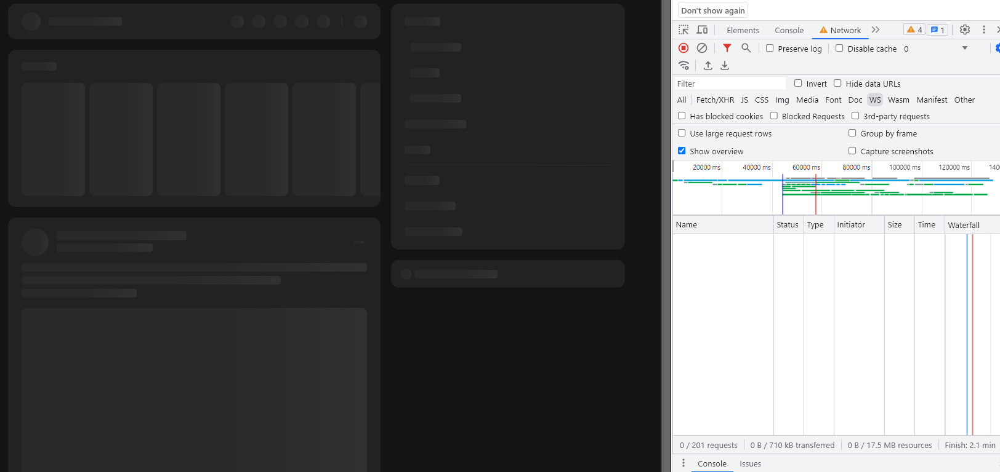 Don't show again
Elements Console Network 4 1
Preserve log Disable cache 0
Filter Invert Hide data URLs
All Fetch/XHR JS CSS Img Media Font Doc WS Wasm Manifest Other
Has blocked cookies Blocked Requests 3rd-party requests
Use large request rows Group by frame
Show overview Capture screenshots
20000 ms 40000 ms 60000 ms 80000 ms 100000 ms 120000 ms 1400
Name Status Type Initiator Size Time Waterfall
0 / 201 requests 0 B / 710 kB transferred 0 B / 17.5 MB resources Finish: 2.1 min
Console Issues